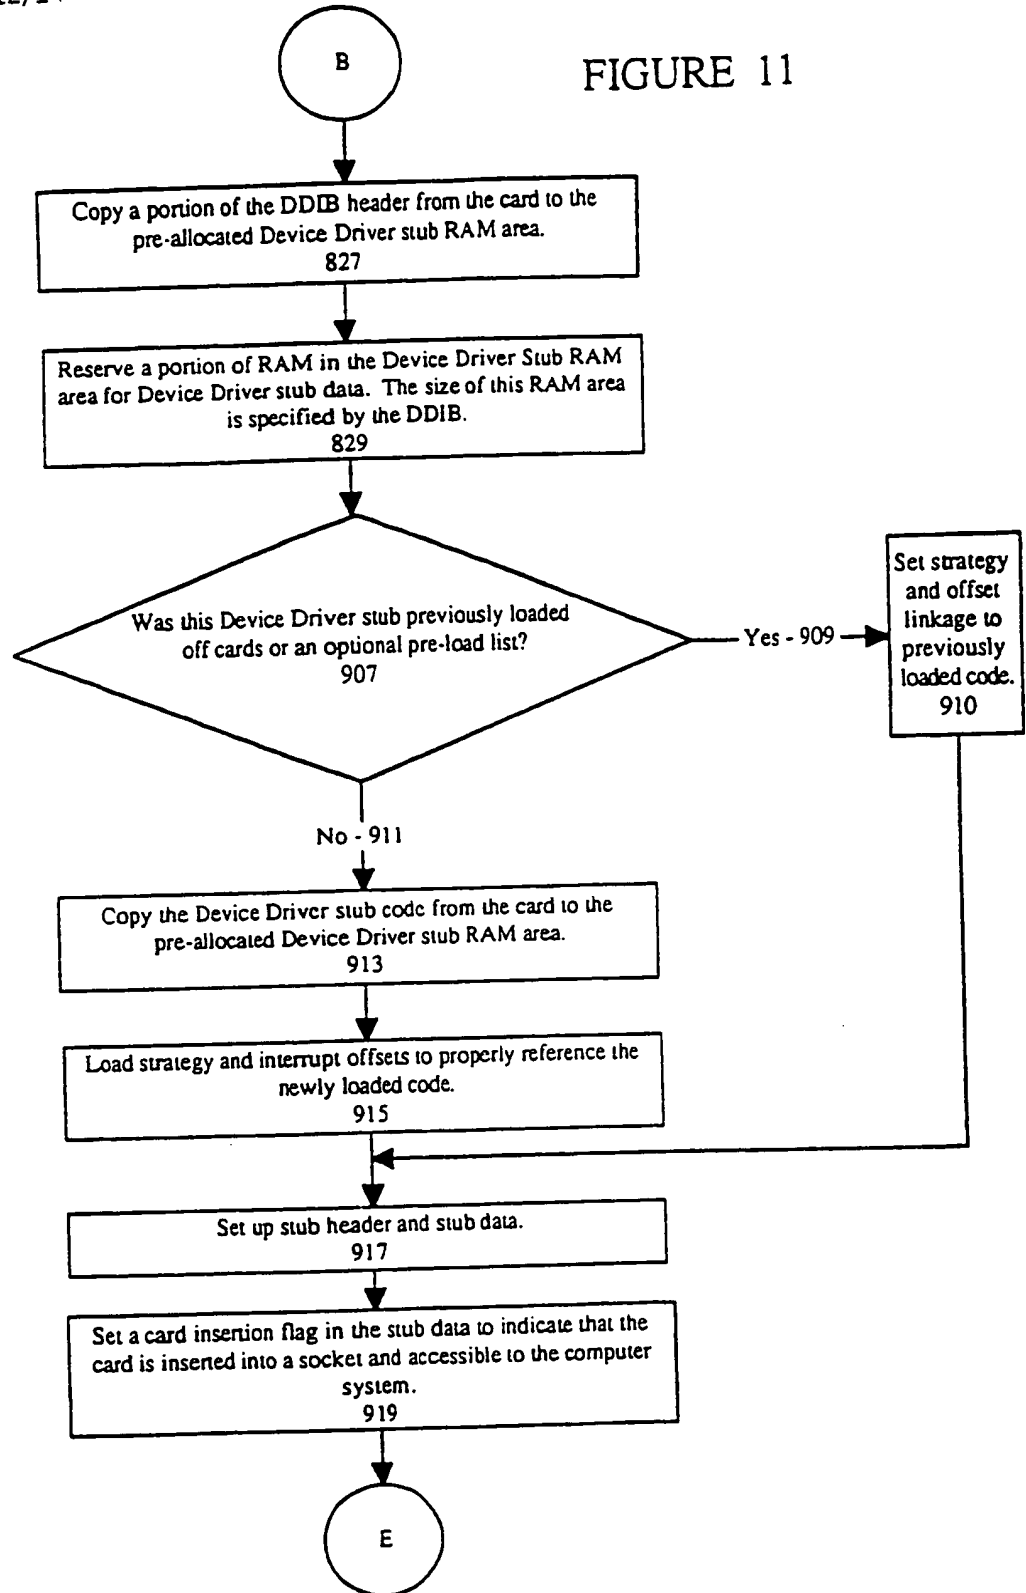 B
FIGURE 11
Copy a portion of the DDIB header from the card to the
pre-allocated Device Driver stub RAM area.
827
Reserve a portion of RAM in the Device Driver Stub RAM
area for Device Driver stub data. The size of this RAM area
is specified by the DDIB.
829
Was this Device Driver stub previously loaded
off cards or an optional pre-load list?
907
Yes - 909
Set strategy
and offset
linkage to
previously
loaded code.
910
No - 911
Copy the Device Driver stub code from the card to the
pre-allocated Device Driver stub RAM area.
913
Load strategy and interrupt offsets to properly reference the
newly loaded code.
915
Set up stub header and stub data.
917
Set a card insertion flag in the stub data to indicate that the
card is inserted into a socket and accessible to the computer
system.
919
E